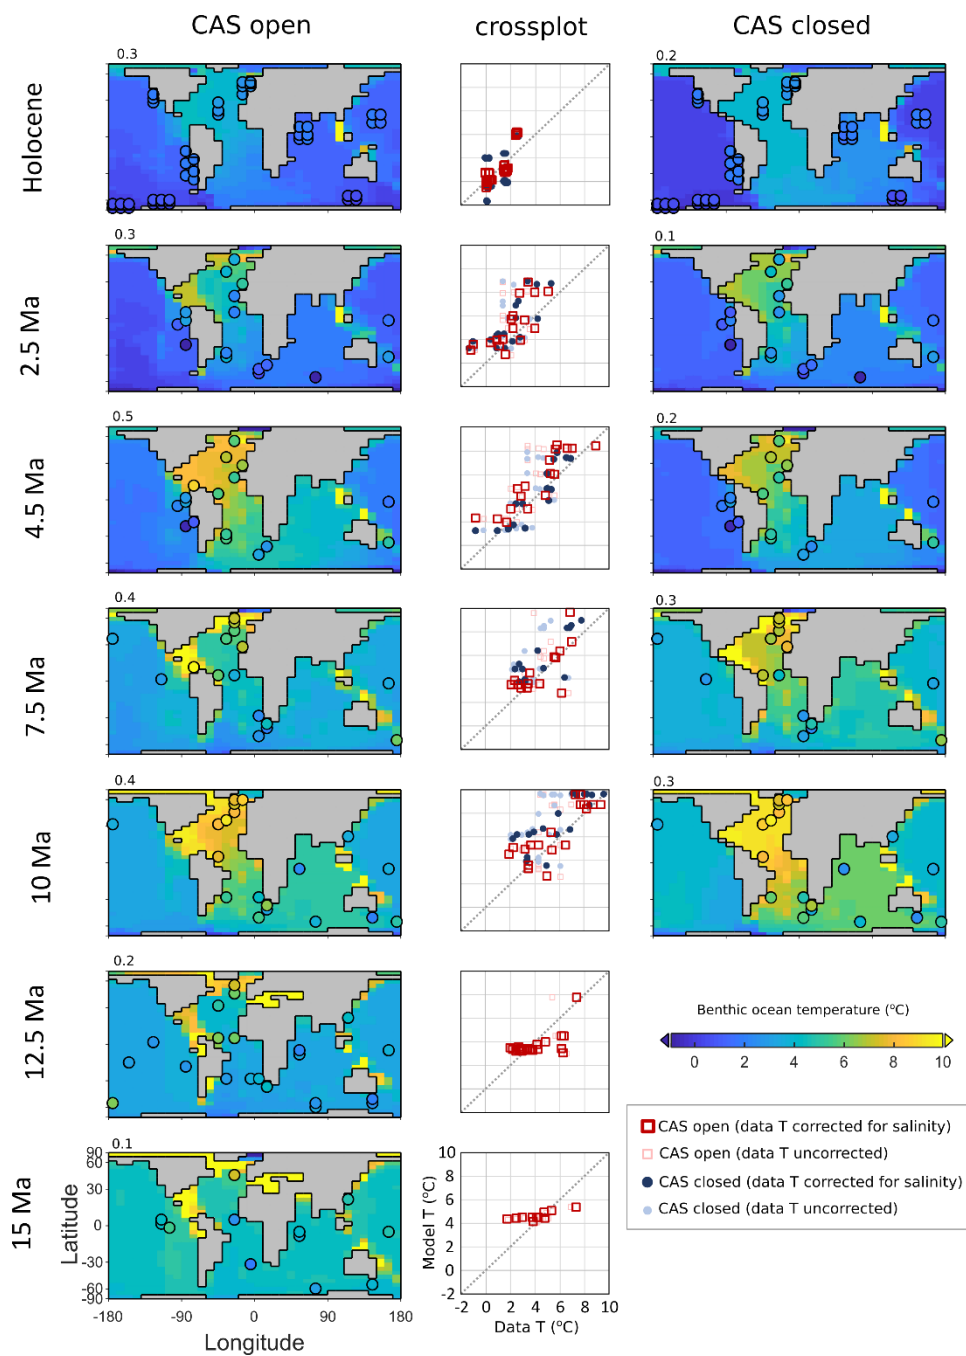 CAS open
crossplot
CAS closed
Holocene
0.3
0.2
2.5 Ma
0.3
0.1
4.5 Ma
0.5
0.2
7.5 Ma
0.4
0.3
10 Ma
0.4
0.3
12.5 Ma
0.2
Benthic ocean temperature (°C)
0 2 4 6 8 10
CAS open (data T corrected for salinity)
CAS open (data T uncorrected)
CAS closed (data T corrected for salinity)
CAS closed (data T uncorrected)
15 Ma
0.1
Latitude
90
60
30
0
-30
-60
-90
-180 -90 0 90 180
Longitude
Model T (°C)
10
8
6
4
2
0
-2
-2 0 2 4 6 8 10
Data T (°C)